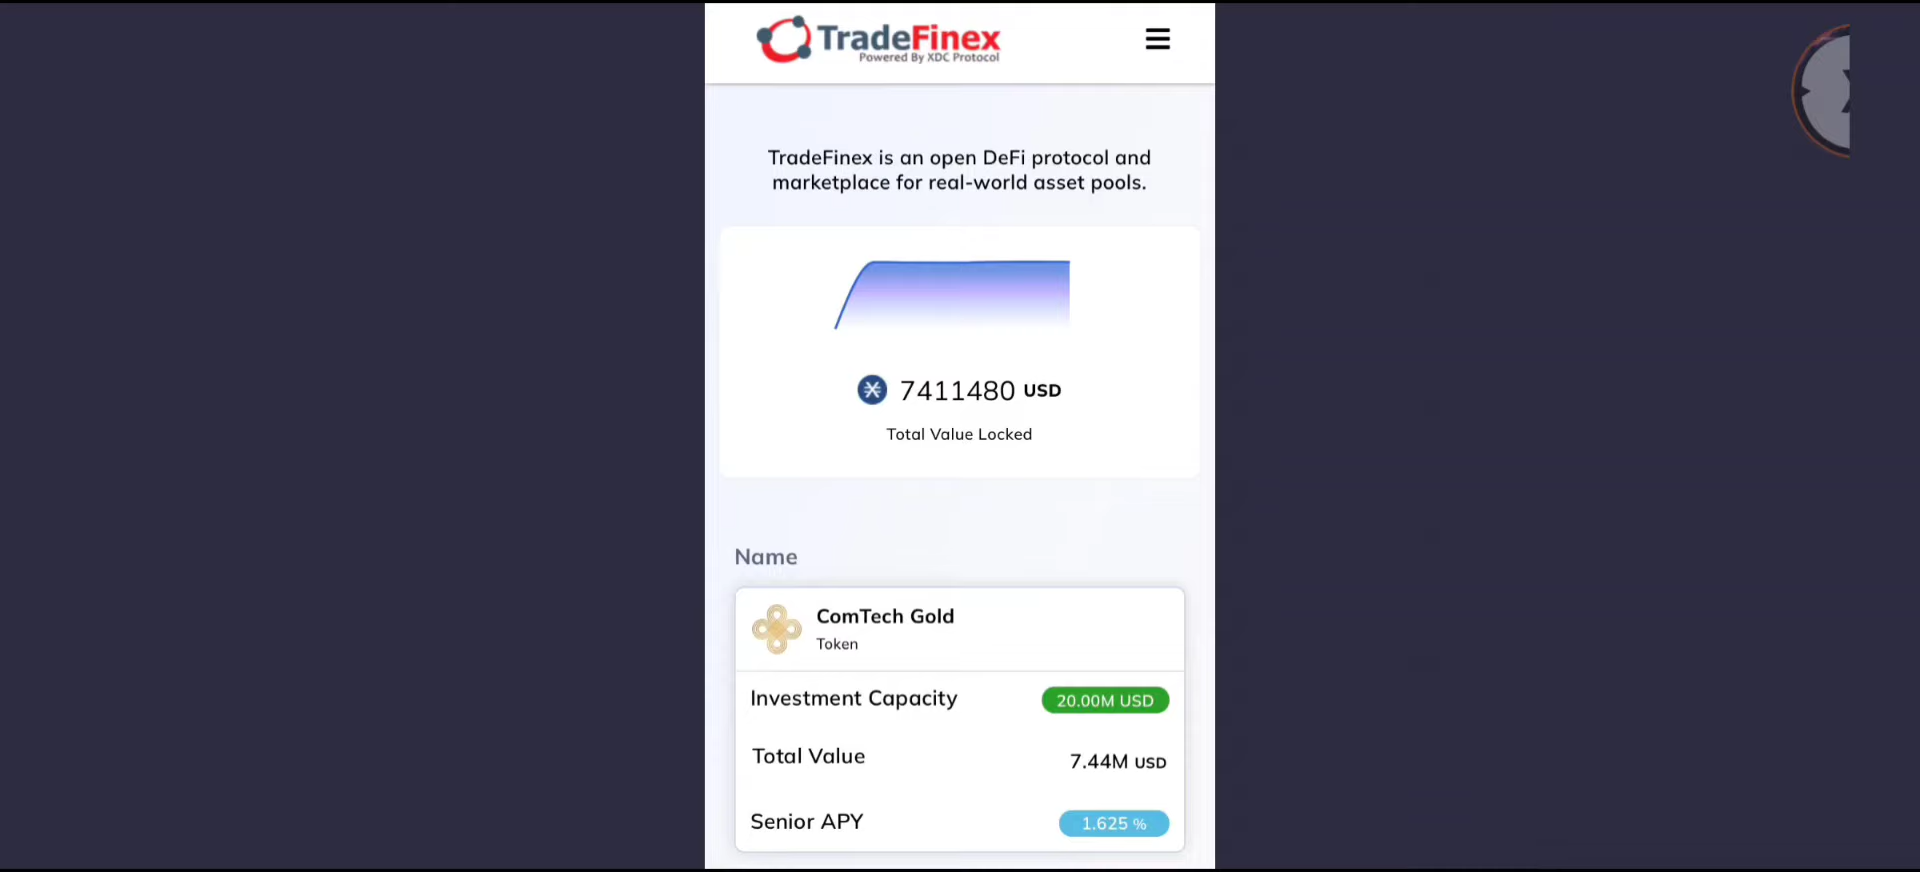 TradeFinex
Powered By XDC Protocol
TradeFinex is an open DeFi protocol and
marketplace for real-world asset pools.
7411480 USD
Total Value Locked
Name
ComTech Gold
Token
Investment Capacity 20.00M USD
Total Value 7.44M USD
Senior APY 1.625 %